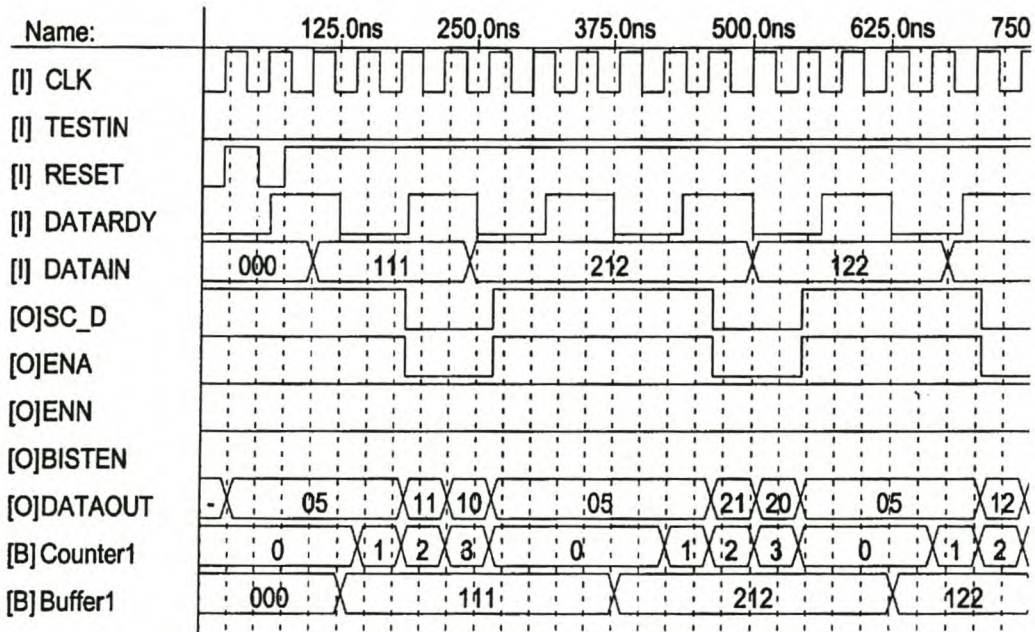 Name: 125.0ns 250.0ns 375.0ns 500.0ns 625.0ns 750
[I] CLK
[I] TESTIN
[I] RESET
[I] DATARDY
[I] DATAIN 000 111 212 122
[O]SC_D
[O]ENA
[O]ENN
[O]BISTEN
[O]DATAOUT - 05 11 10 05 21 20 05 12
[B] Counter1 0 1 2 3 0 1 2 3 0 1 2
[B] Buffer1 000 111 212 122